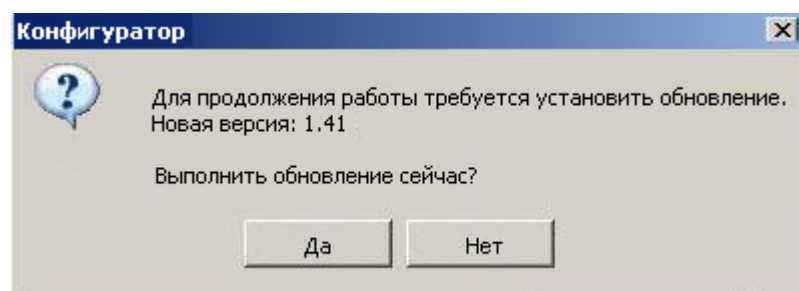 Конфигуратор
Для продолжения работы требуется установить обновление.
Новая версия: 1.41
Выполнить обновление сейчас?
Да
Нет